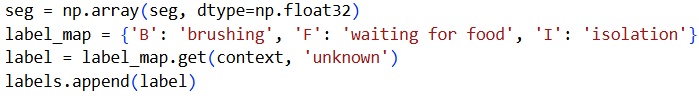 seg = np.array(seg, dtype=np.float32)
label_map = {'B': 'brushing', 'F': 'waiting for food', 'I': 'isolation'}
label = label_map.get(context, 'unknown')
labels.append(label)